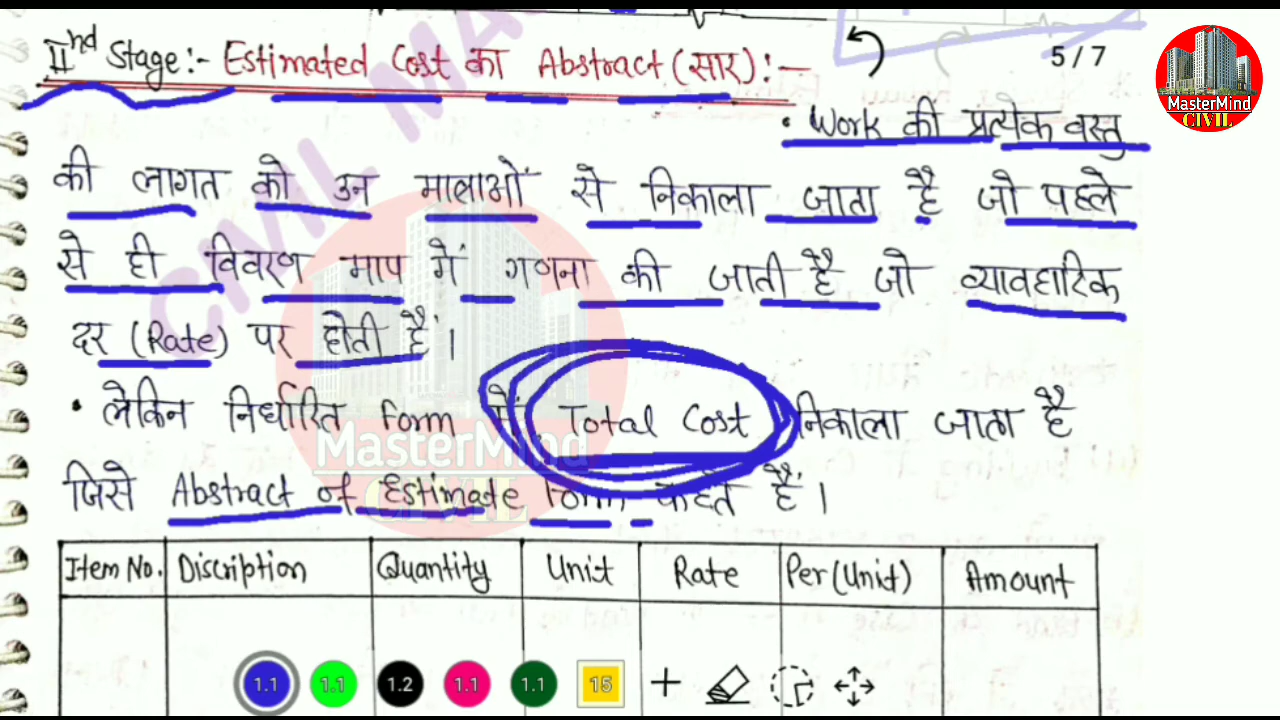 IInd Stage:- Estimated Cost का Abstract (सार):-
5/7
MasterMind
CIVIL
• Work की प्रत्येक वस्तु
की लागत को उन मात्राओं से निकाला जाता है जो पहले
से ही विवरण माप में गणना की जाती है जो व्यावहारिक
दर (Rate) पर होती हैं।
• लेकिन निर्धारित Form में Total Cost निकाला जाता है
जिसे Abstract of Estimate Form कहते हैं।
MasterMind
CIVIL
Item No. Discription Quantity Unit Rate Per (Unit) Amount
1.1 1.1 1.2 1.1 1.1 15